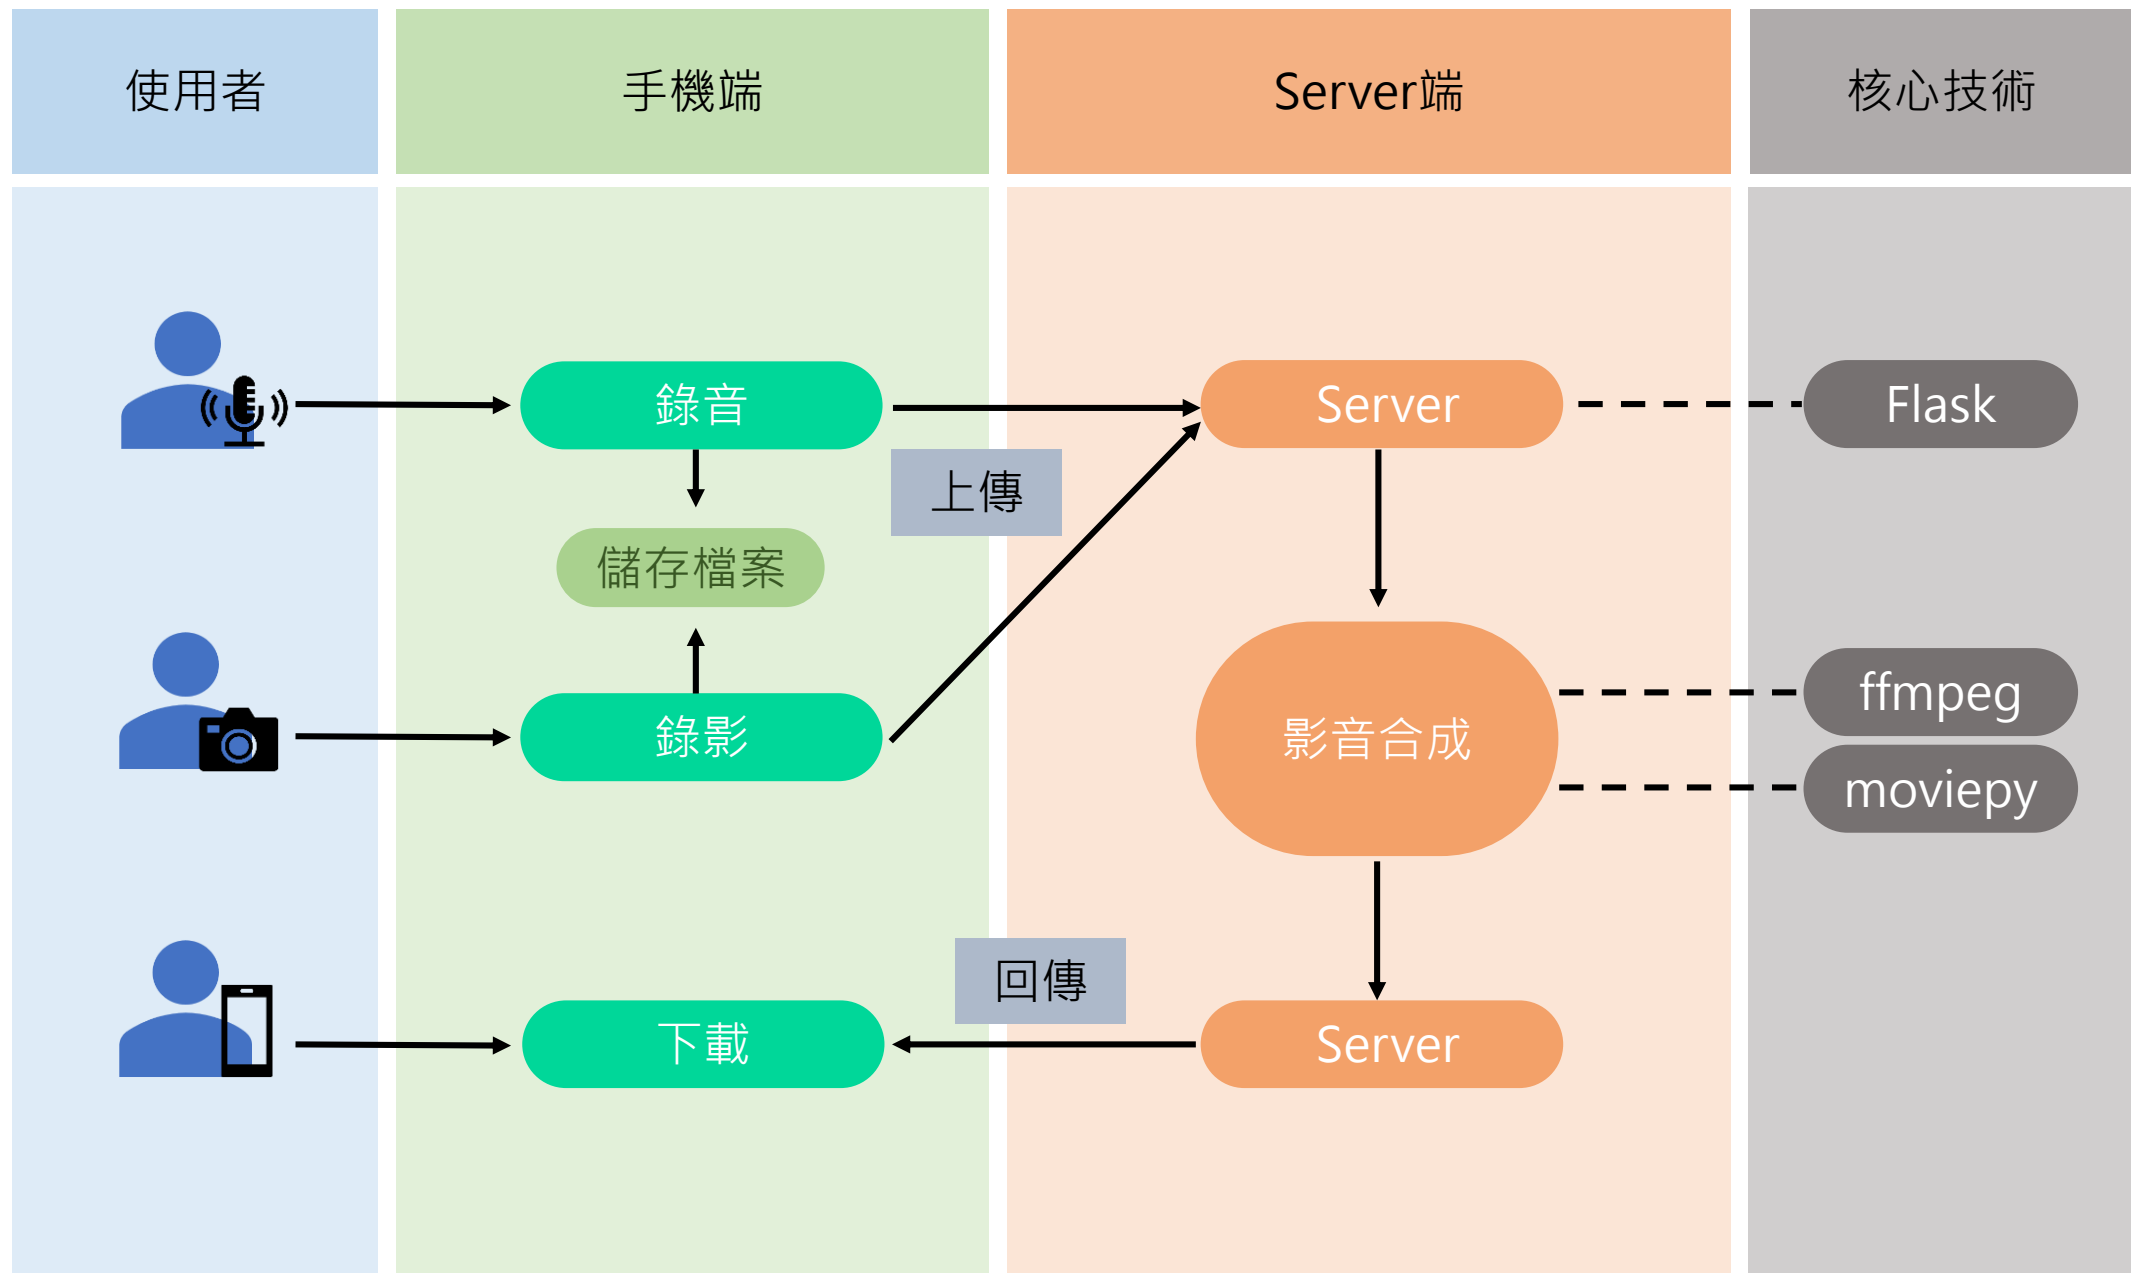 使用者
手機端
Server端
核心技術
錄音
Server
Flask
上傳
儲存檔案
ffmpeg
錄影
影音合成
moviepy
回傳
下載
Server